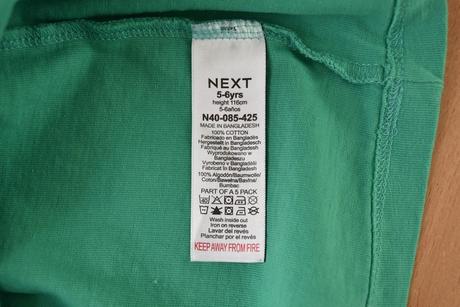 NEXT
5-6yrs
height 116cm
5-6años
N40-085-425
MADE IN BANGLADESH
100% COTTON
Fabricado en Bangladés
Hergestellt in Bangladesch
Fabriqué au Bangladesh
Wyprodukowano w
Bangladeszu
Vyrobeno v Bangladéši
Fabricat în Bangladesh
100% Algodón/Baumwolle/
Coton/Bawełna/Bavlna/
Bumbac
PART OF A 5 PACK
Wash inside out
Iron on reverse
Lavar del revés
Planchar por el revés
KEEP AWAY FROM FIRE